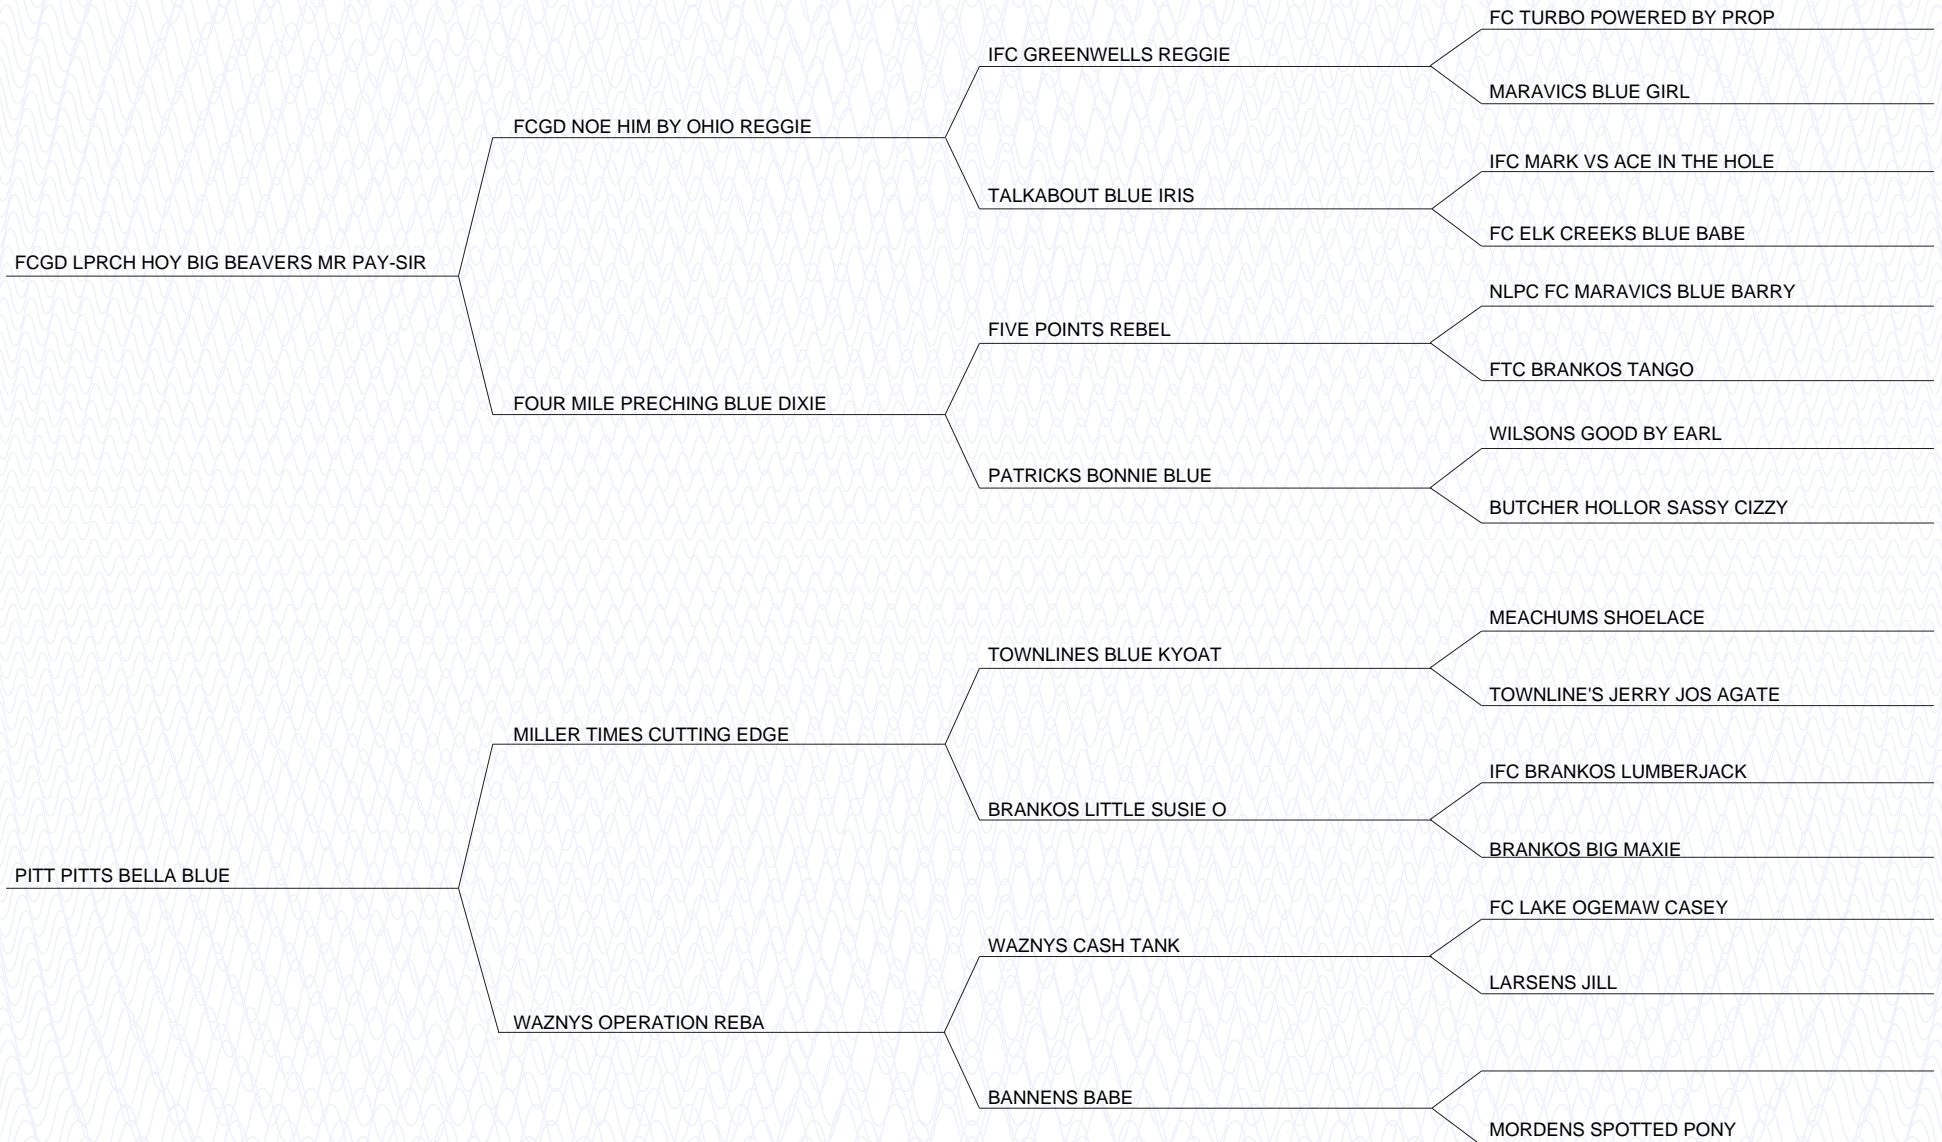 FC TURBO POWERED BY PROP
IFC GREENWELLS REGGIE
MARAVICS BLUE GIRL
FCGD NOE HIM BY OHIO REGGIE
IFC MARK VS ACE IN THE HOLE
TALKABOUT BLUE IRIS
FC ELK CREEKS BLUE BABE
FCGD LPRCH HOY BIG BEAVERS MR PAY-SIR
NLPC FC MARAVICS BLUE BARRY
FIVE POINTS REBEL
FTC BRANKOS TANGO
FOUR MILE PRECHING BLUE DIXIE
WILSONS GOOD BY EARL
PATRICKS BONNIE BLUE
BUTCHER HOLLOR SASSY CIZZY
MEACHUMS SHOELACE
TOWNLINES BLUE KYOAT
TOWNLINE'S JERRY JOS AGATE
MILLER TIMES CUTTING EDGE
IFC BRANKOS LUMBERJACK
BRANKOS LITTLE SUSIE O
BRANKOS BIG MAXIE
PITT PITTS BELLA BLUE
FC LAKE OGEMAW CASEY
WAZNYS CASH TANK
LARSENS JILL
WAZNYS OPERATION REBA
BANNENS BABE
MORDENS SPOTTED PONY